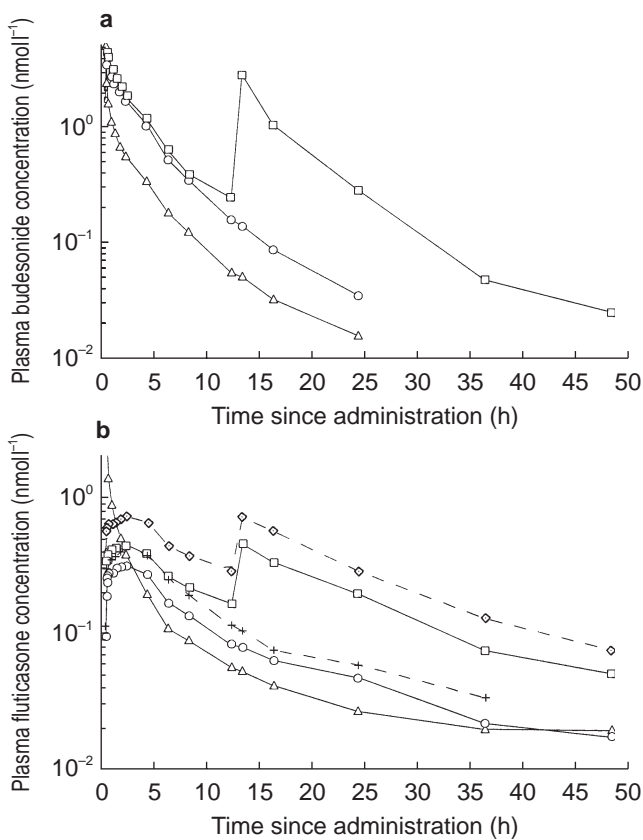 a
Plasma budesonide concentration (nmol l⁻¹)
10⁰
10⁻¹
10⁻²
0 5 10 15 20 25 30 35 40 45 50
Time since administration (h)
b
Plasma fluticasone concentration (nmol l⁻¹)
10⁰
10⁻¹
10⁻²
0 5 10 15 20 25 30 35 40 45 50
Time since administration (h)